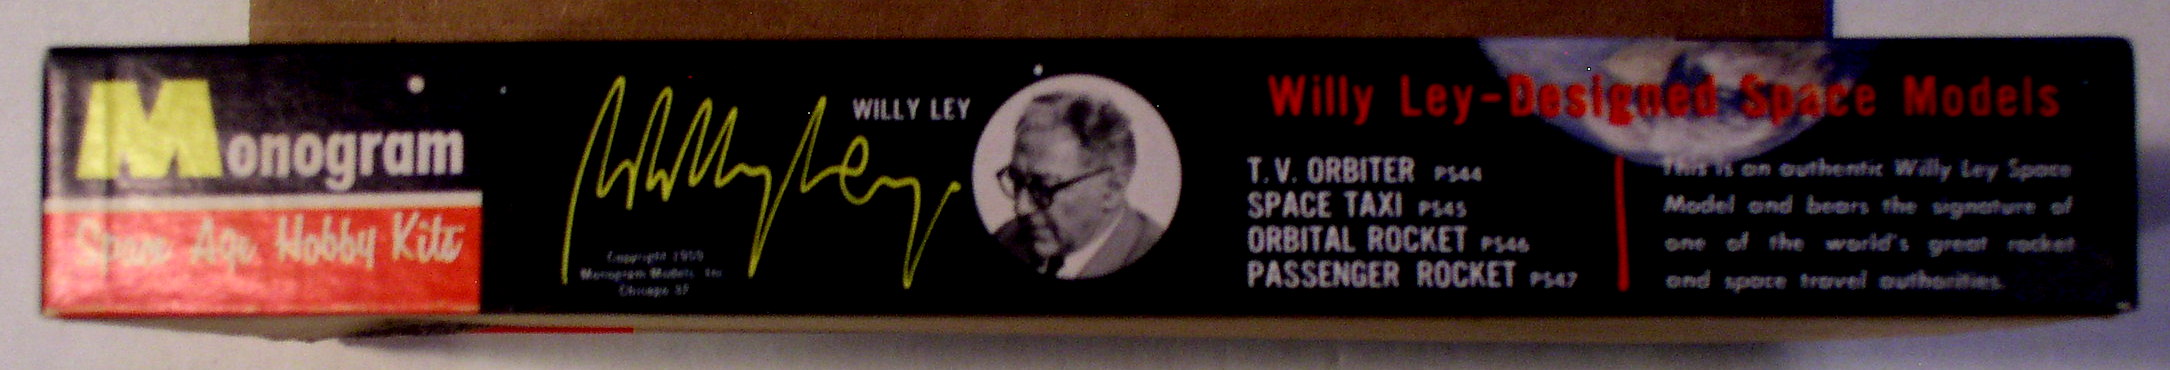 Monogram
Space Age Hobby Kits
WILLY LEY
Willy Ley
Copyright 1959
Monogram Models, Inc
Chicago 37
Willy Ley-Designed Space Models
T.V. ORBITER PS44
SPACE TAXI PS45
ORBITAL ROCKET PS46
PASSENGER ROCKET PS47
This is an authentic Willy Ley Space
Model and bears the signature of
one of the world's great rocket
and space travel authorities.